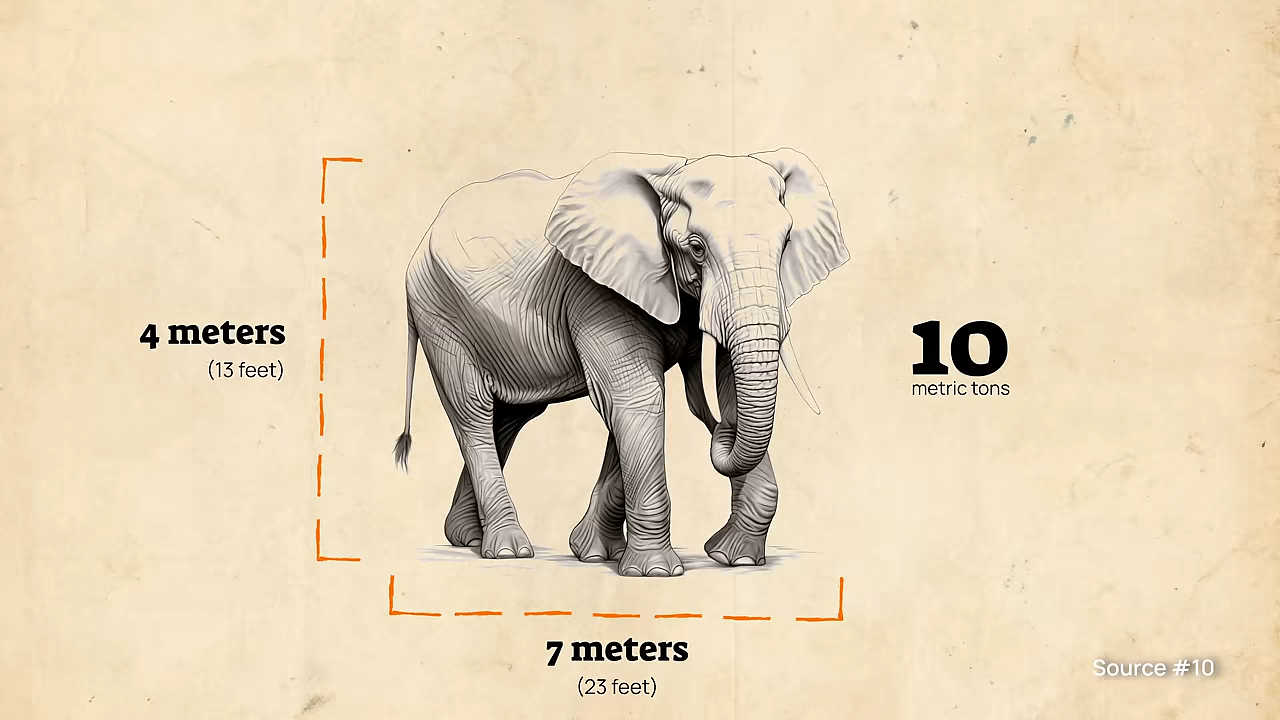 4 meters
(13 feet)
10
metric tons
7 meters
(23 feet)
Source #10